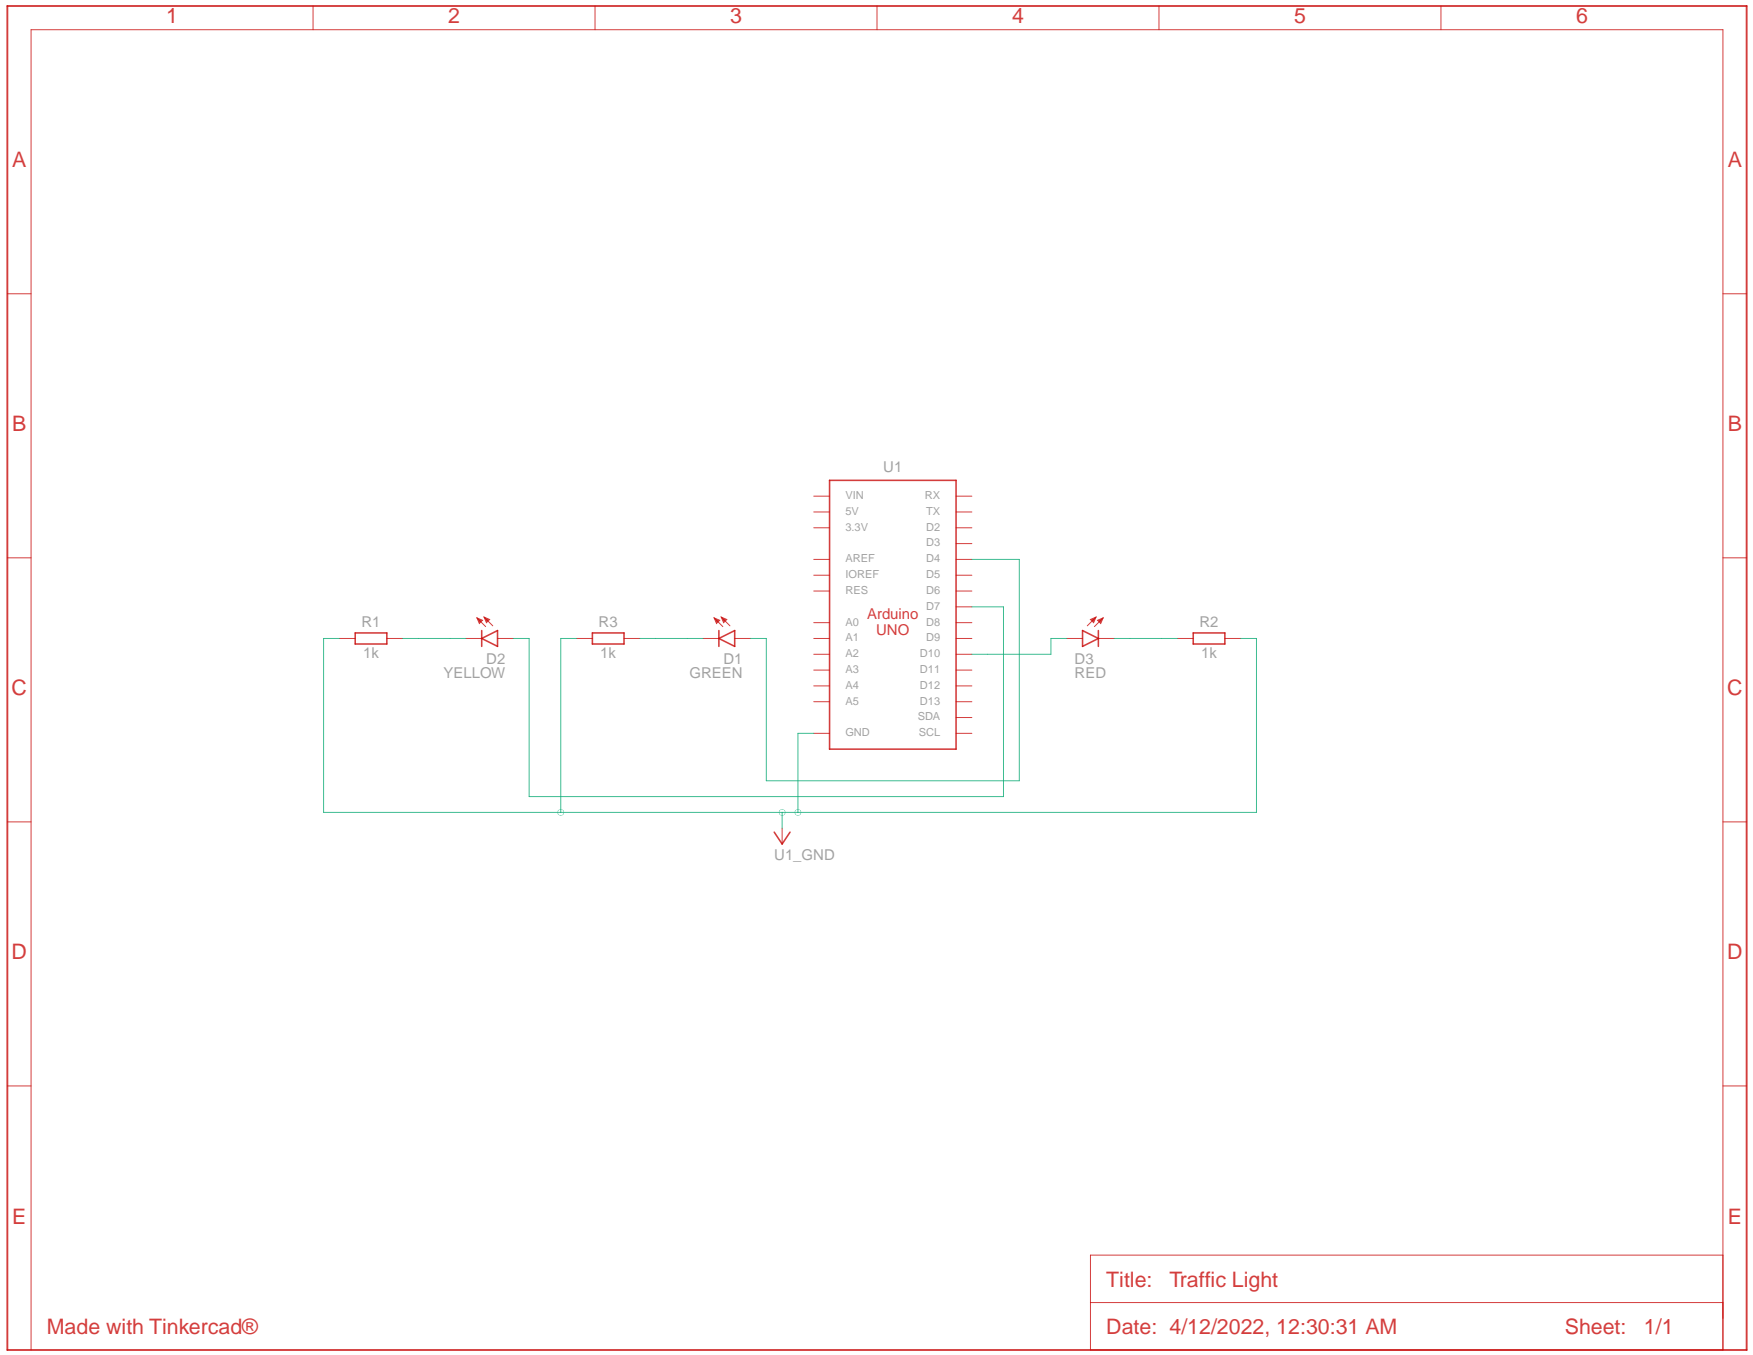 1 2 3 4 5 6
A A
B B
U1
VIN RX
5V TX
3.3V D2
D3
AREF D4
IOREF D5
RES D6
D7
Arduino
UNO
A0 D8
A1 D9
A2 D10
A3 D11
A4 D12
A5 D13
SDA
GND SCL
R1
1k
D2
YELLOW
R3
1k
D1
GREEN
D3
RED
R2
1k
C C
U1_GND
D D
E E
Title: Traffic Light
Made with Tinkercad®
Date: 4/12/2022, 12:30:31 AM Sheet: 1/1